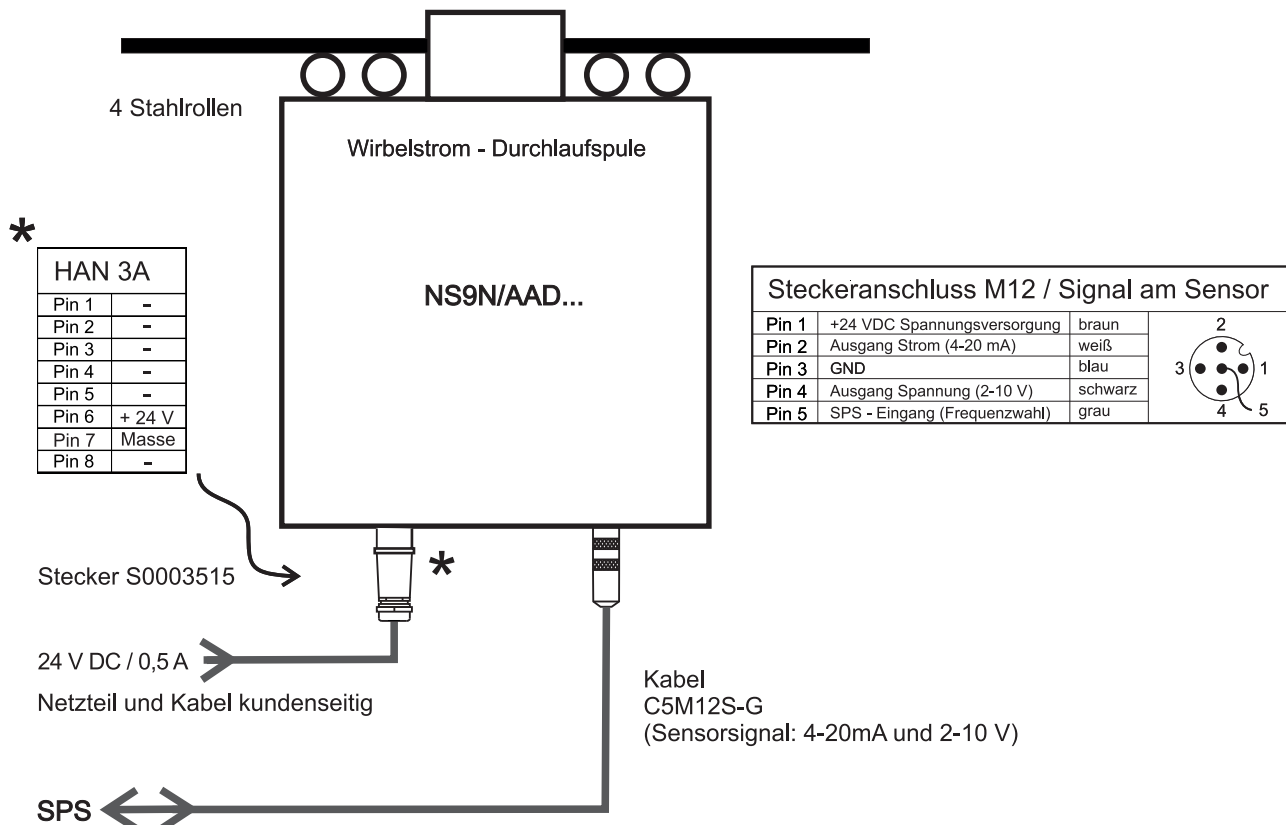 4 Stahlrollen
Wirbelstrom - Durchlaufspule
NS9N/AAD...
*
HAN 3A
Pin 1 -
Pin 2 -
Pin 3 -
Pin 4 -
Pin 5 -
Pin 6 + 24 V
Pin 7 Masse
Pin 8 -
Steckeranschluss M12 / Signal am Sensor
Pin 1 +24 VDC Spannungsversorgung braun
Pin 2 Ausgang Strom (4-20 mA) weiß
Pin 3 GND blau
Pin 4 Ausgang Spannung (2-10 V) schwarz
Pin 5 SPS - Eingang (Frequenzwahl) grau
2
3 1
4 5
Stecker S0003515
*
24 V DC / 0,5 A
Netzteil und Kabel kundenseitig
Kabel
C5M12S-G
(Sensorsignal: 4-20mA und 2-10 V)
SPS